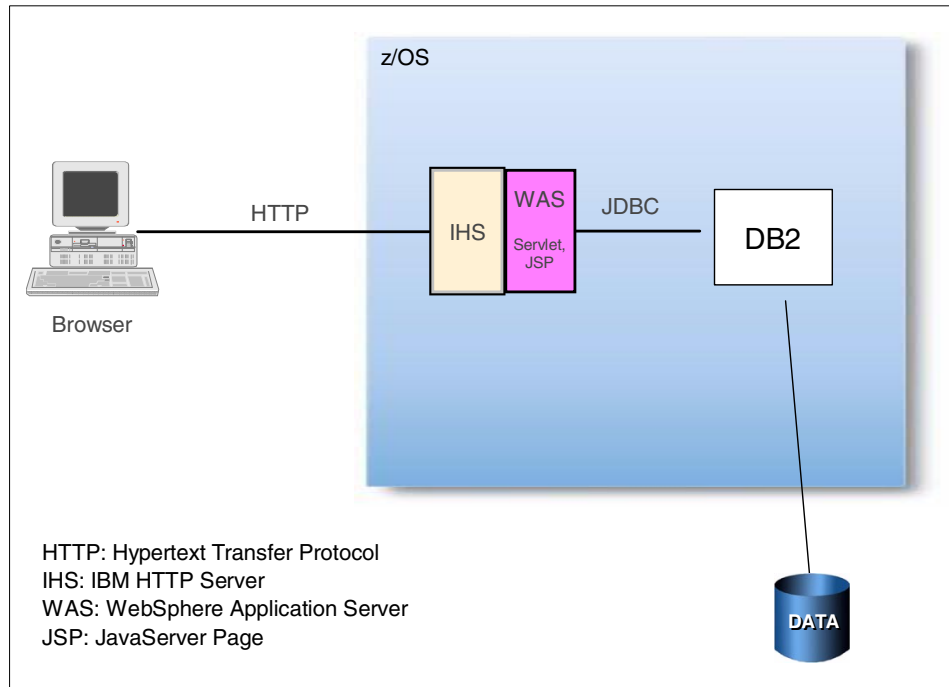 z/OS
HTTP
IHS
WAS
Servlet,
JSP
JDBC
DB2
Browser
HTTP: Hypertext Transfer Protocol
IHS: IBM HTTP Server
WAS: WebSphere Application Server
JSP: JavaServer Page
DATA